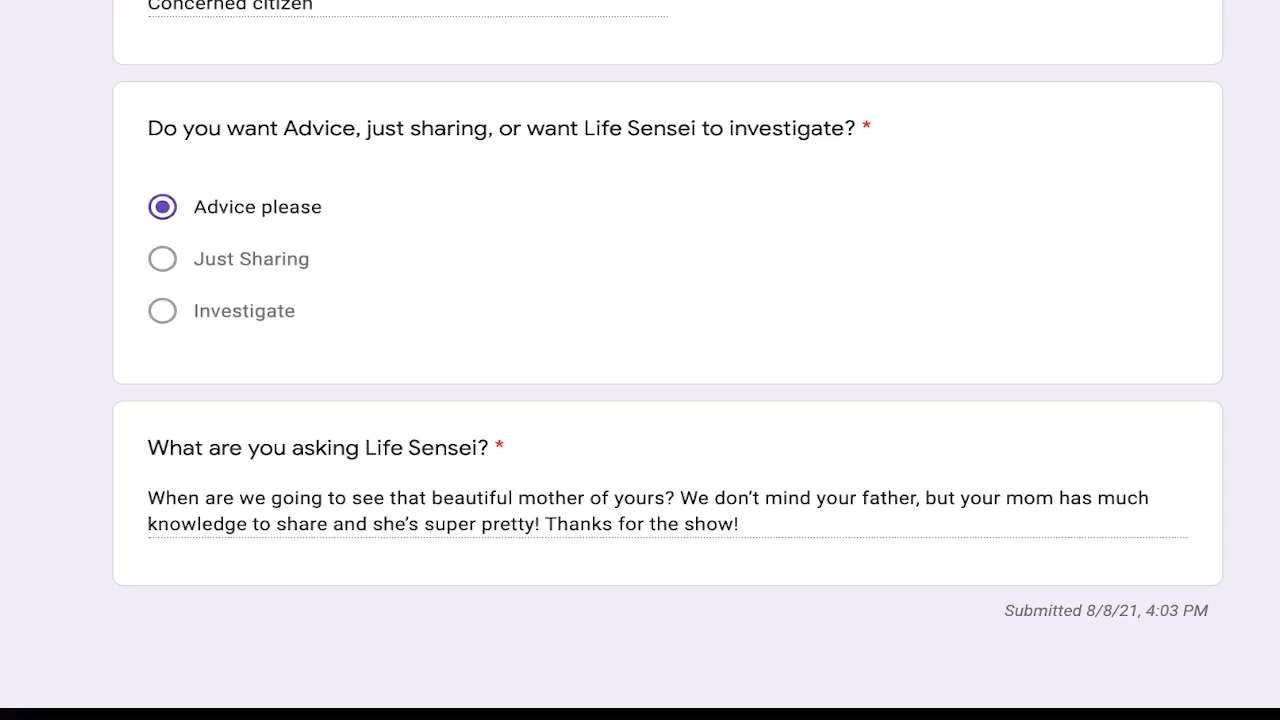 Concerned citizen
Do you want Advice, just sharing, or want Life Sensei to investigate? *
Advice please
Just Sharing
Investigate
What are you asking Life Sensei? *
When are we going to see that beautiful mother of yours? We don’t mind your father, but your mom has much
knowledge to share and she’s super pretty! Thanks for the show!
Submitted 8/8/21, 4:03 PM